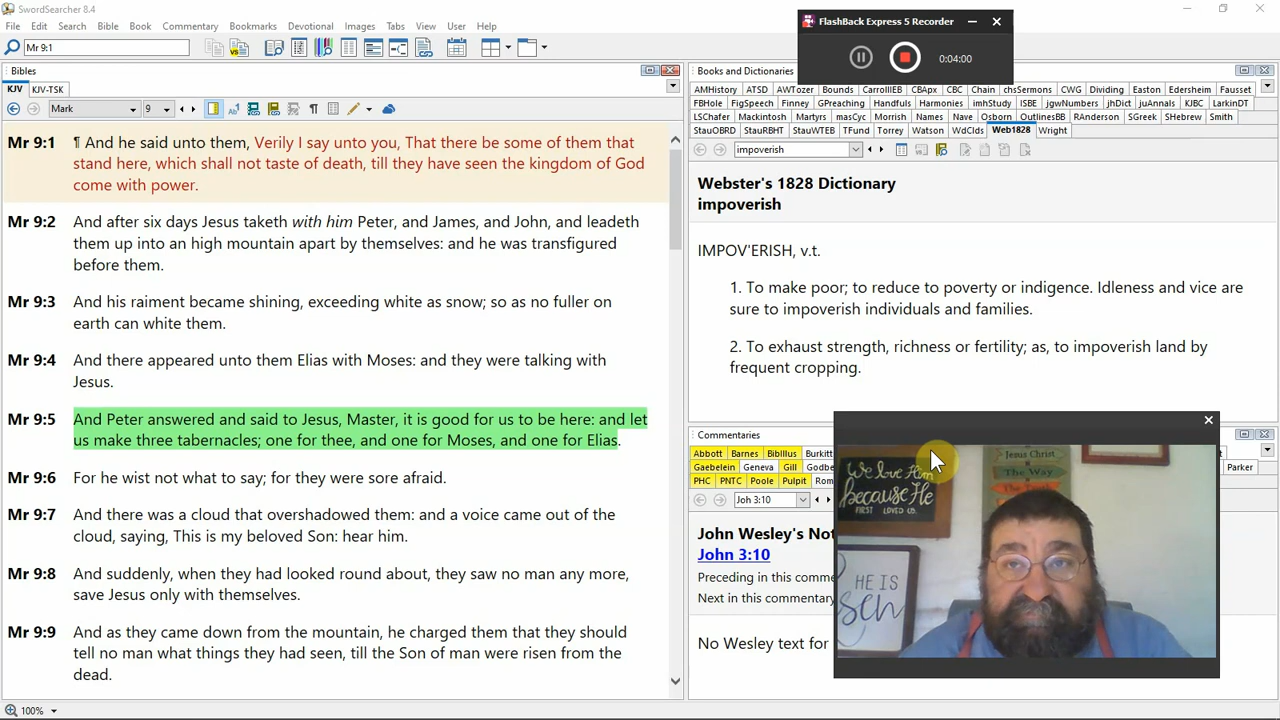 SwordSearcher 8.4
File Edit Search Bible Book Commentary Bookmarks Devotional Images Tabs View User Help
Mr 9:1
Bibles
KJV KJV-TSK
Mark 9
Mr 9:1 ¶ And he said unto them, Verily I say unto you, That there be some of them that
stand here, which shall not taste of death, till they have seen the kingdom of God
come with power.
Mr 9:2 And after six days Jesus taketh with him Peter, and James, and John, and leadeth
them up into an high mountain apart by themselves: and he was transfigured
before them.
Mr 9:3 And his raiment became shining, exceeding white as snow; so as no fuller on
earth can white them.
Mr 9:4 And there appeared unto them Elias with Moses: and they were talking with
Jesus.
Mr 9:5 And Peter answered and said to Jesus, Master, it is good for us to be here: and let
us make three tabernacles; one for thee, and one for Moses, and one for Elias.
Mr 9:6 For he wist not what to say; for they were sore afraid.
Mr 9:7 And there was a cloud that overshadowed them: and a voice came out of the
cloud, saying, This is my beloved Son: hear him.
Mr 9:8 And suddenly, when they had looked round about, they saw no man any more,
save Jesus only with themselves.
Mr 9:9 And as they came down from the mountain, he charged them that they should
tell no man what things they had seen, till the Son of man were risen from the
dead.
100%
FlashBack Express 5 Recorder
0:04:00
Books and Dictionaries
AMHistory ATSD AWTozer Bounds CarrollIEB CBApx CBC Chain chsSermons CWG Dividing Easton Edersheim Fausset
FBHole FigSpeech Finney GPreaching Handfuls Harmonies imhStudy ISBE jgwNumbers jhDict juAnnals KJBC LarkinDT
LSChafer Mackintosh Martyrs masCyc Morrish Names Nave Osborn OutlinesBB RAnderson SGreek SHebrew Smith
StauOBRD StauRBHT StauWTEB TFund Torrey Watson WdClds Web1828 Wright
impoverish
Webster's 1828 Dictionary
impoverish
IMPOV'ERISH, v.t.
1. To make poor; to reduce to poverty or indigence. Idleness and vice are
sure to impoverish individuals and families.
2. To exhaust strength, richness or fertility; as, to impoverish land by
frequent cropping.
Commentaries
Abbott Barnes BibIllus Burkitt
Gaebelein Geneva Gill Parker
PHC PNTC Poole Pulpit
Joh 3:10
John Wesley's
John 3:10
Preceding in this
Next in this commentary
No Wesley text for
We love Him
because He
FIRST LOVED US.
Jesus Christ
The Way
The Truth
HE IS